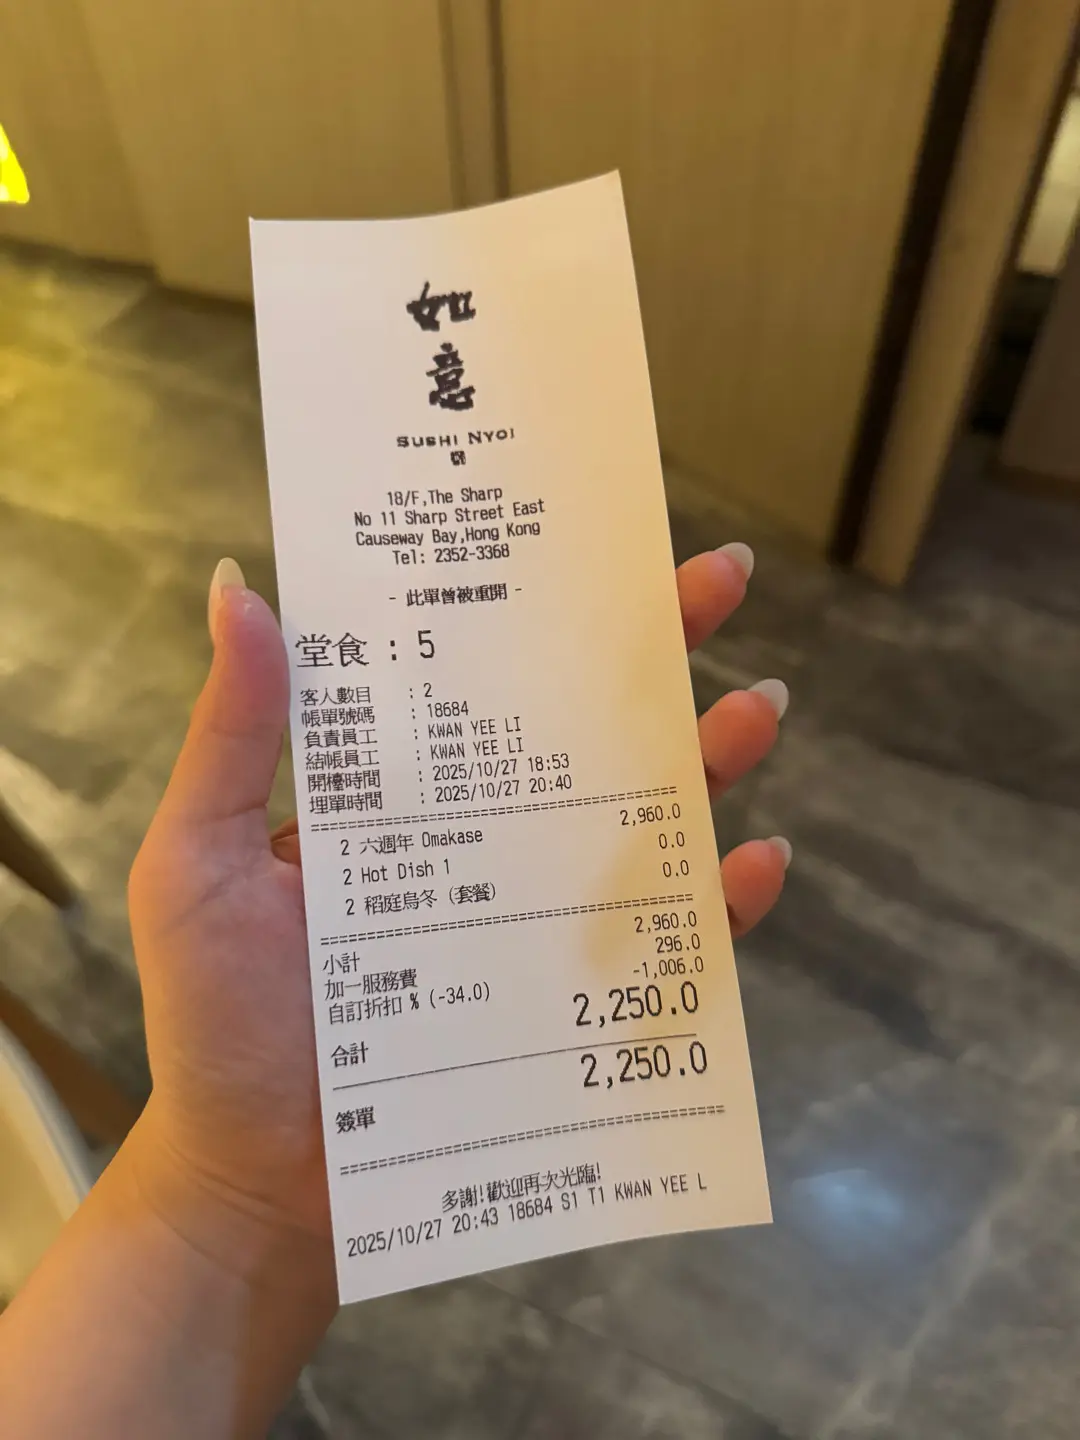 如
意
SUSHI NYOI
18/F,The Sharp
No 11 Sharp Street East
Causeway Bay,Hong Kong
Tel: 2352-3368
- 此單曾被重開 -
堂食 : 5
客人數目 : 2
帳單號碼 : 18684
負責員工 : KWAN YEE LI
結帳員工 : KWAN YEE LI
開檯時間 : 2025/10/27 18:53
埋單時間 : 2025/10/27 20:40
2 六週年 Omakase 2,960.0
2 Hot Dish 1 0.0
2 稻庭烏冬 (套餐) 0.0
小計 2,960.0
加一服務費 296.0
自訂折扣 % (-34.0) -1,006.0
合計 2,250.0
簽單 2,250.0
多謝!歡迎再次光臨!
2025/10/27 20:43 18684 S1 T1 KWAN YEE L